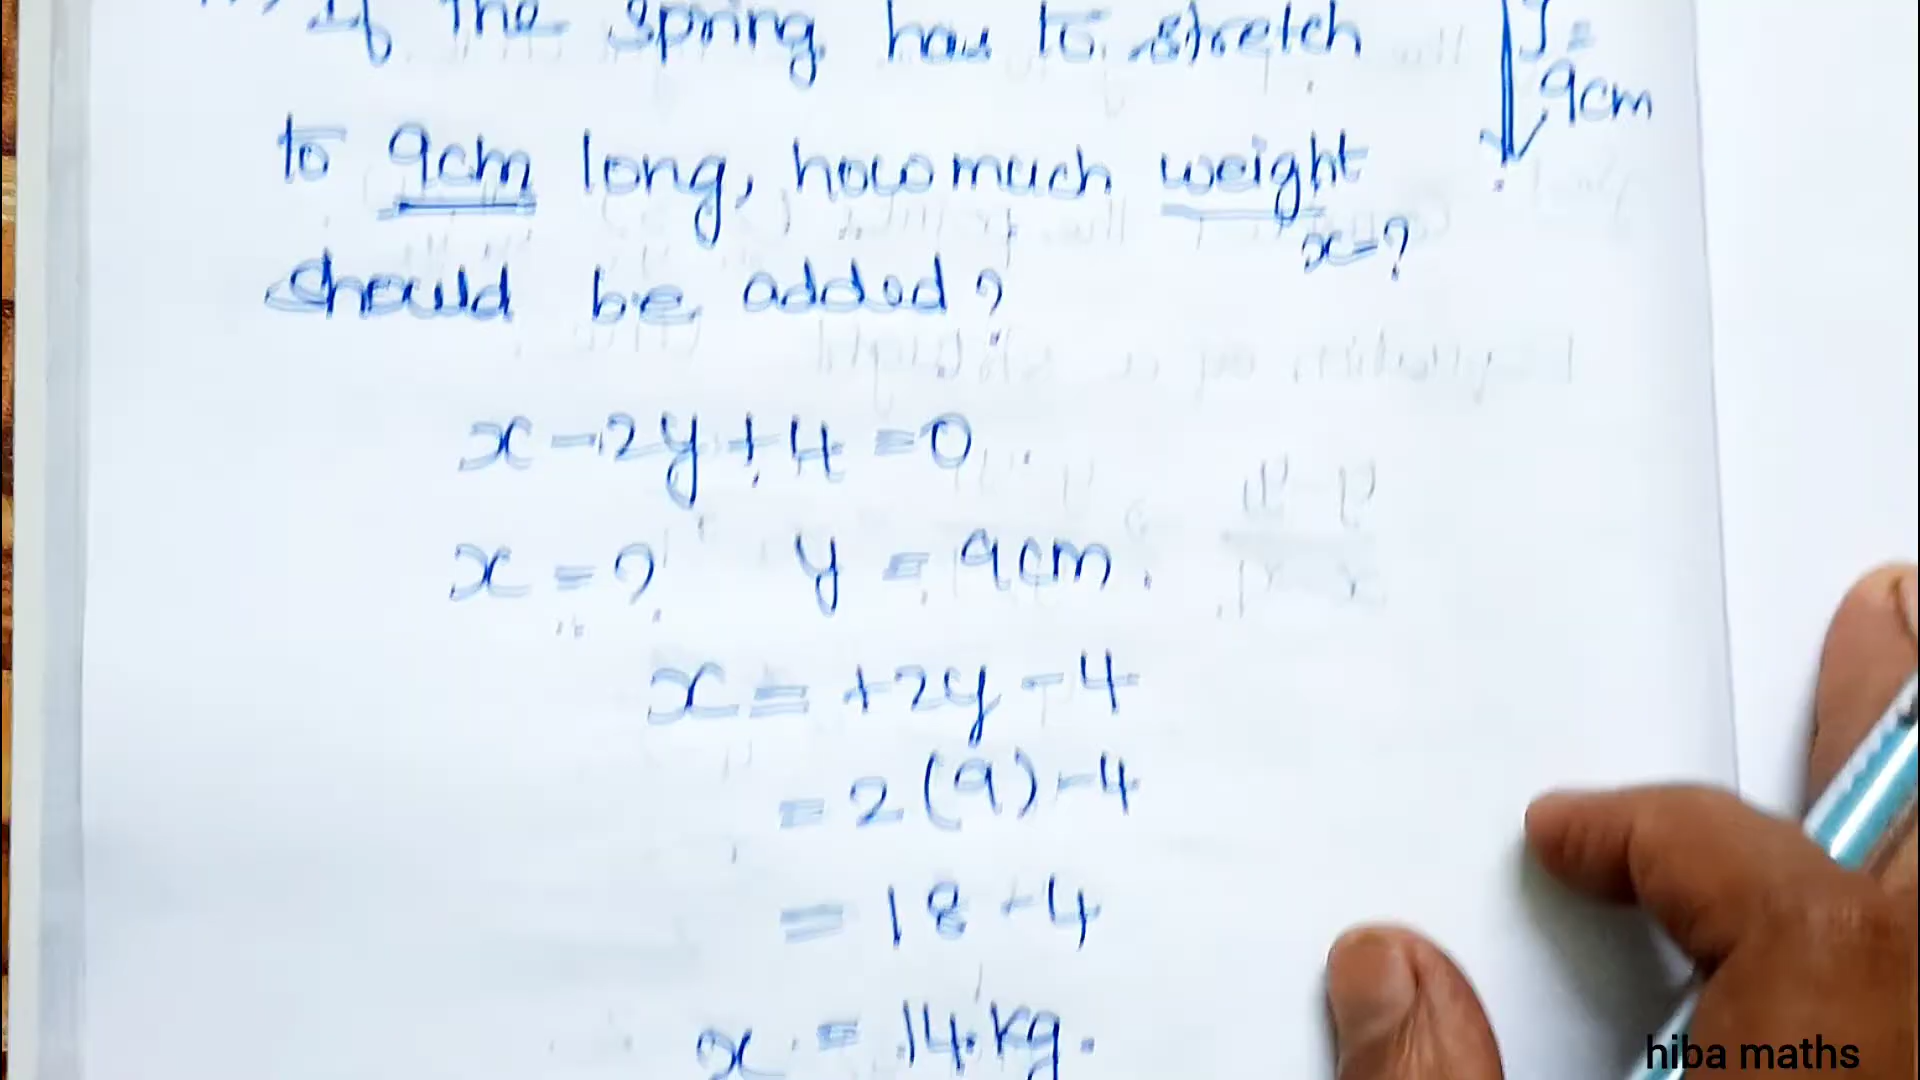 If the spring has to stretch
y =
9cm
to 9cm long, how much weight
x=?
should be added?
x-2y+4=0
x=? y = 9cm.
x = +2y-4
= 2(9)-4
= 18-4
x = 14.kg.
hiba maths